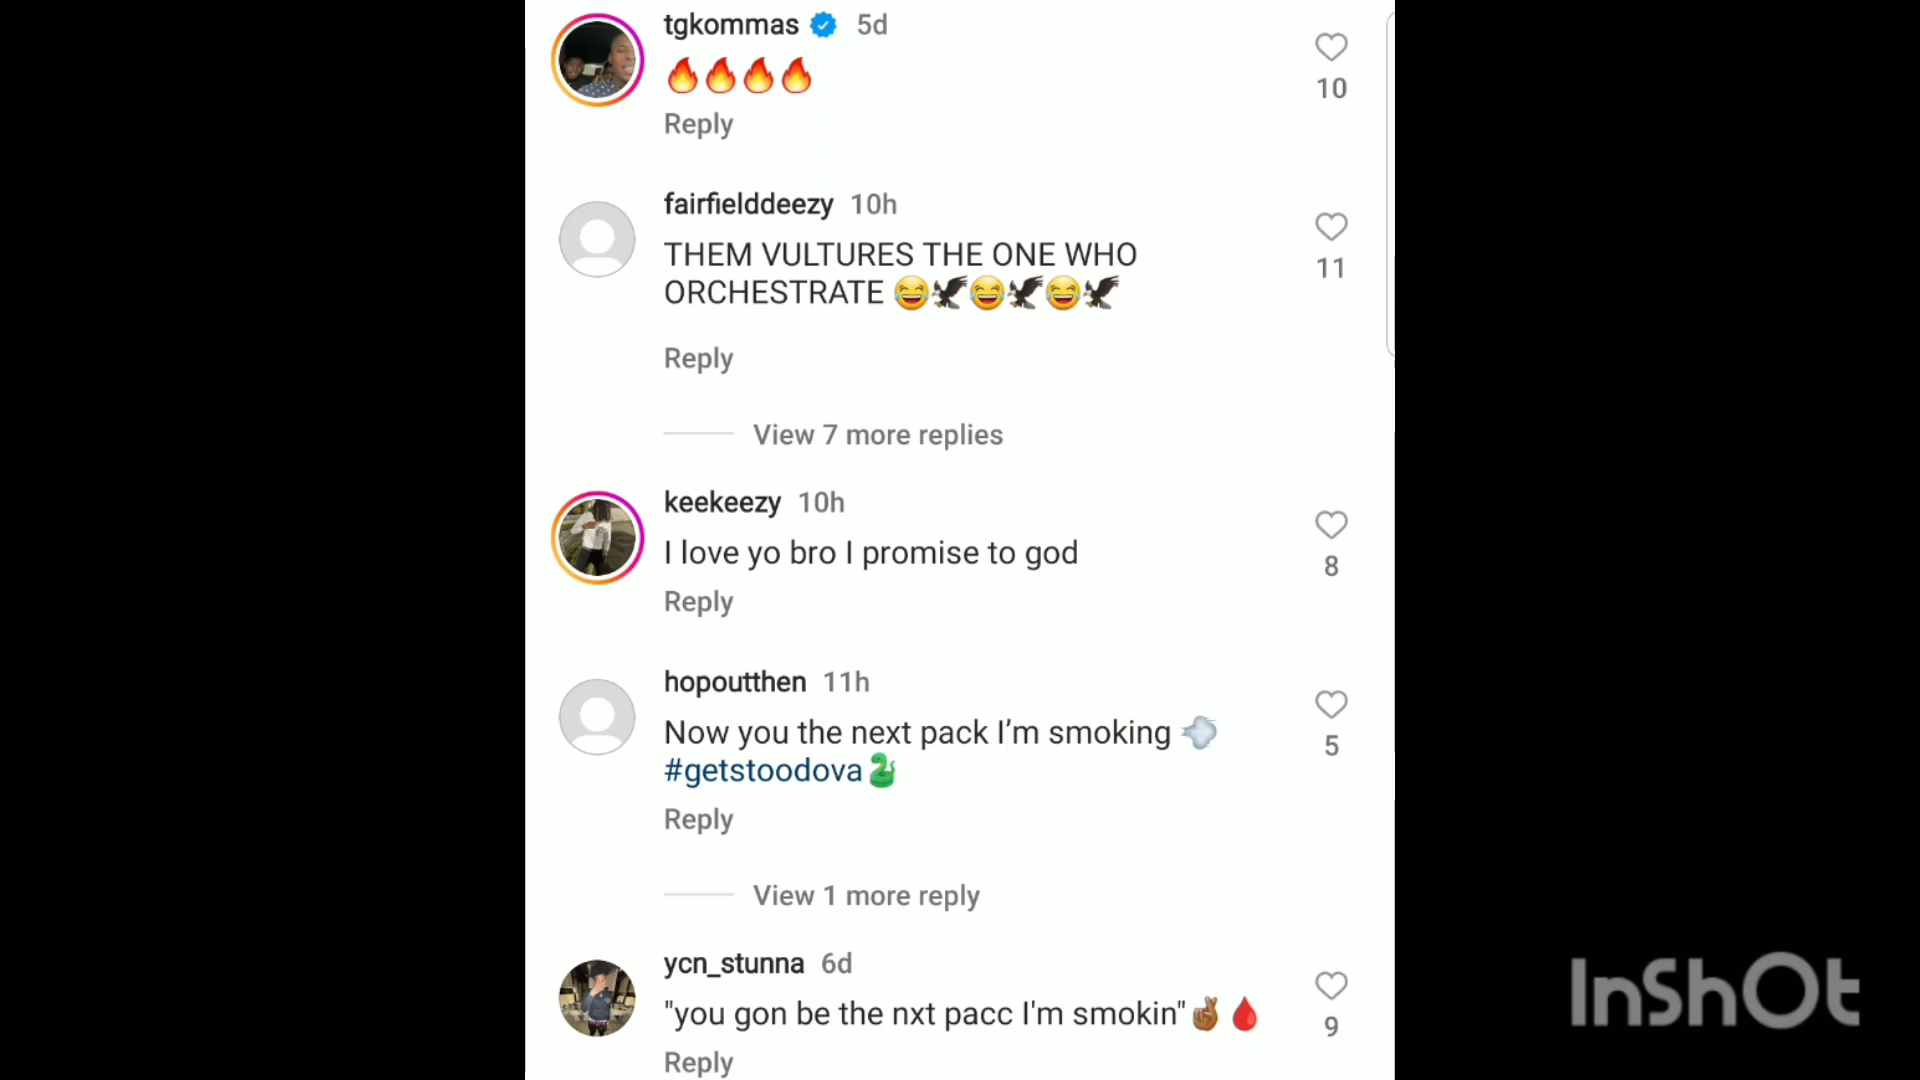 tgkommas 5d
🔥🔥🔥🔥
10
Reply
fairfielddeezy 10h
THEM VULTURES THE ONE WHO
ORCHESTRATE 😂🦅😂🦅😂🦅
11
Reply
View 7 more replies
keekeezy 10h
I love yo bro I promise to god
8
Reply
hopoutthen 11h
Now you the next pack I’m smoking 💨
#getstoodova🐍
5
Reply
View 1 more reply
ycn_stunna 6d
"you gon be the nxt pacc I'm smokin"🤞🏾🩸
9
Reply
InShOt